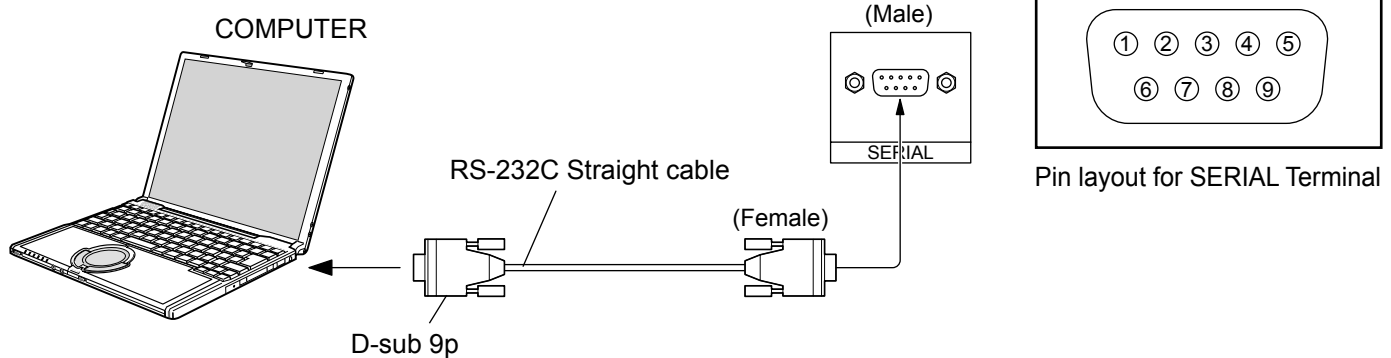 COMPUTER
(Male)
① ② ③ ④ ⑤
⑥ ⑦ ⑧ ⑨
SERIAL
RS-232C Straight cable
Pin layout for SERIAL Terminal
(Female)
D-sub 9p